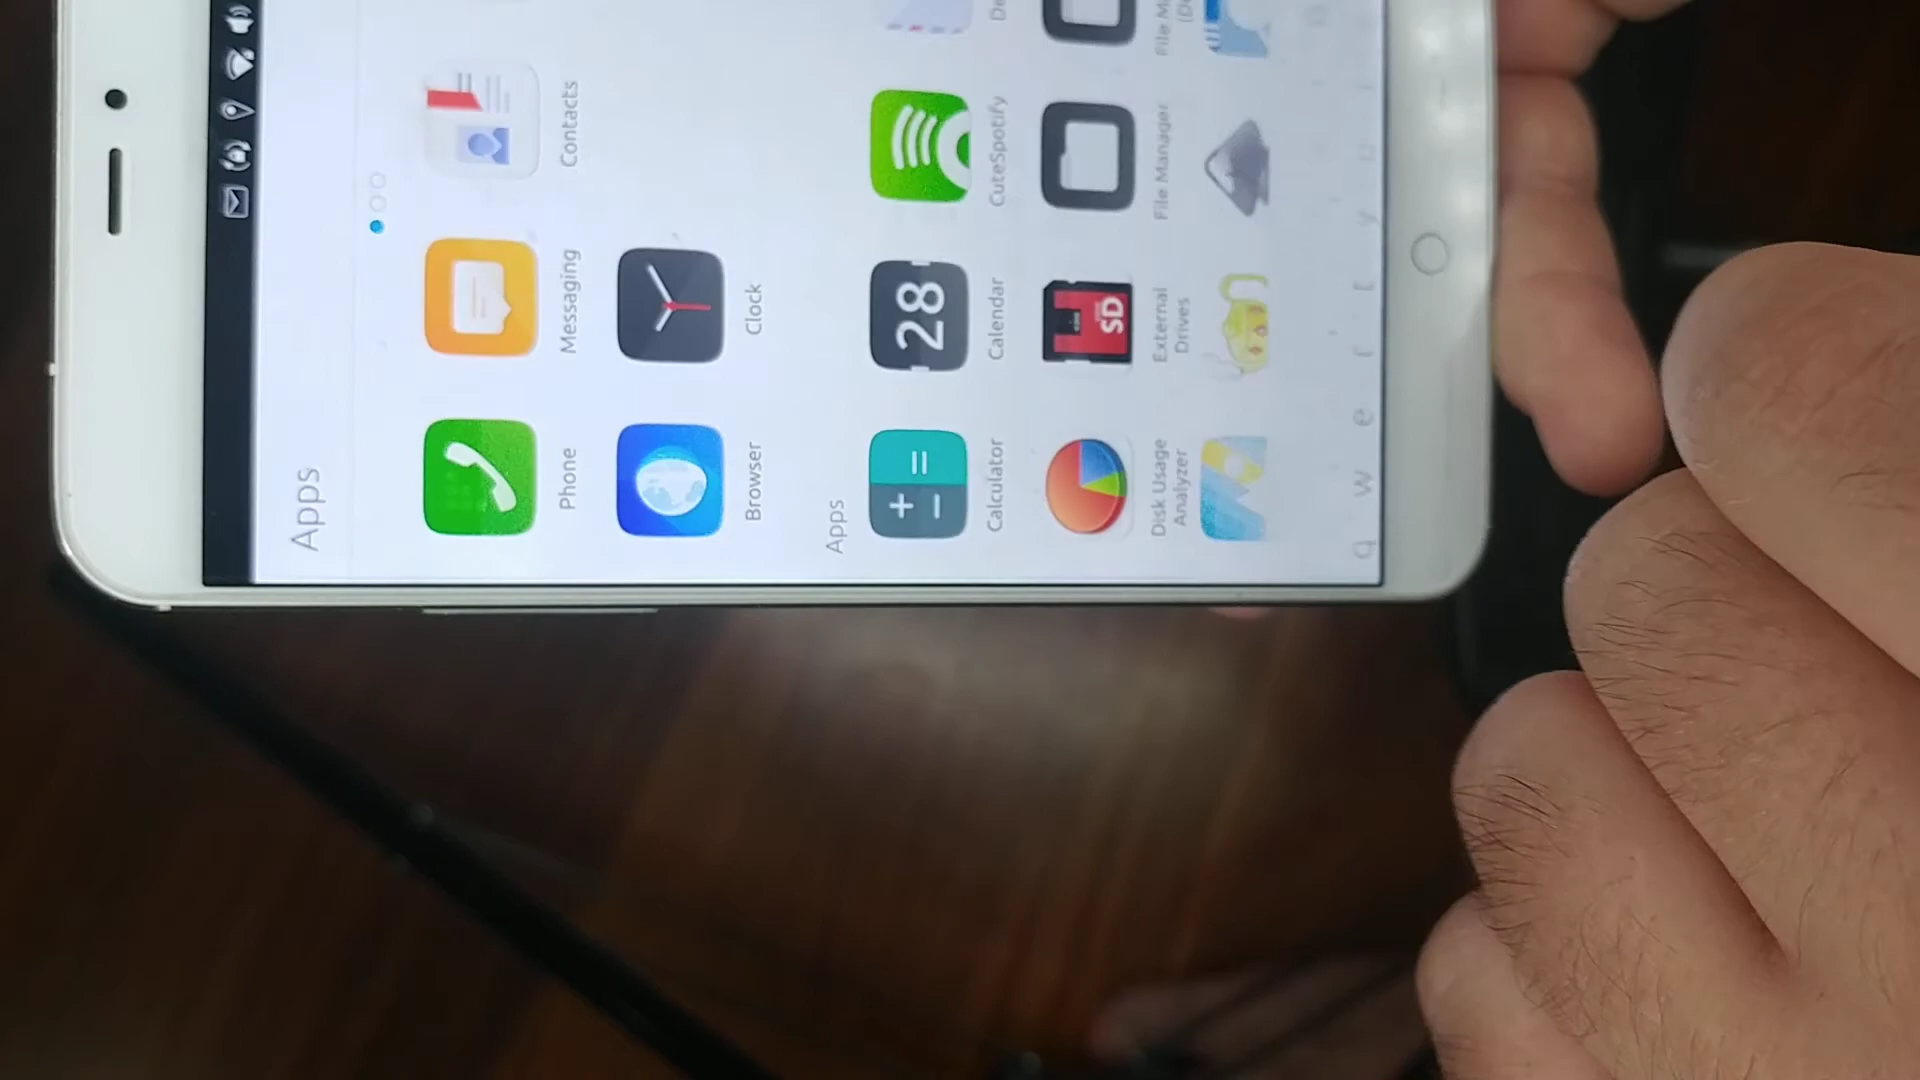 Apps
Phone
Messaging
Contacts
Browser
Clock
Apps
+
− =
28
Calculator
Calendar
CuteSpotify
SD
Disk Usage
Analyzer
External
Drives
File Manager
File M
q w e r t y